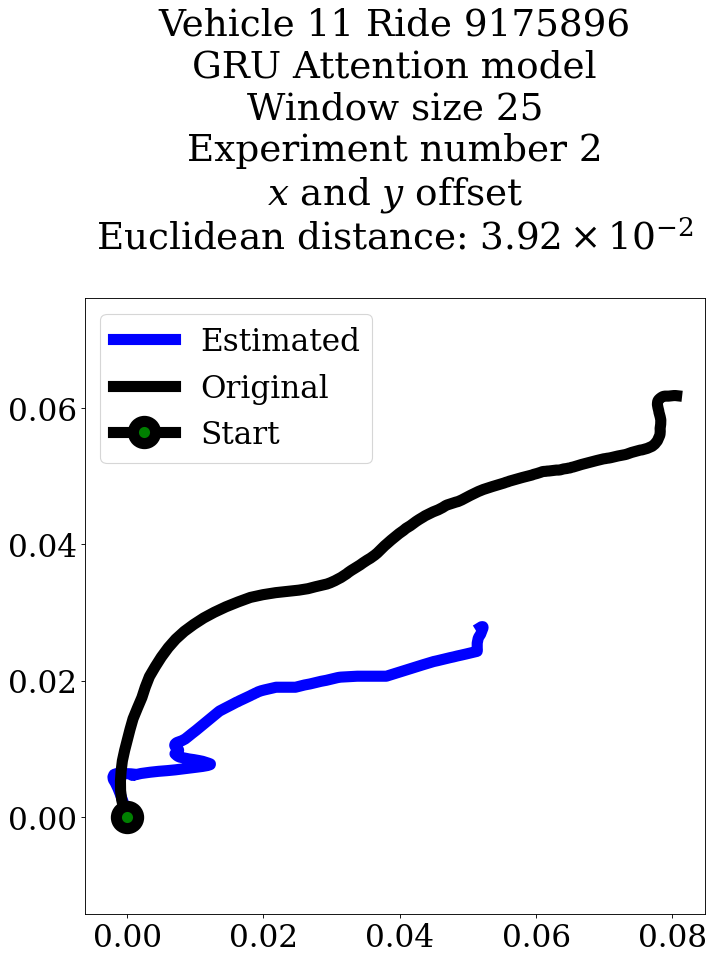 Vehicle 11 Ride 9175896
GRU Attention model
Window size 25
Experiment number 2
x and y offset
Euclidean distance: 3.92 × 10⁻²
Estimated
Original
Start
0.06
0.04
0.02
0.00
0.00 0.02 0.04 0.06 0.08